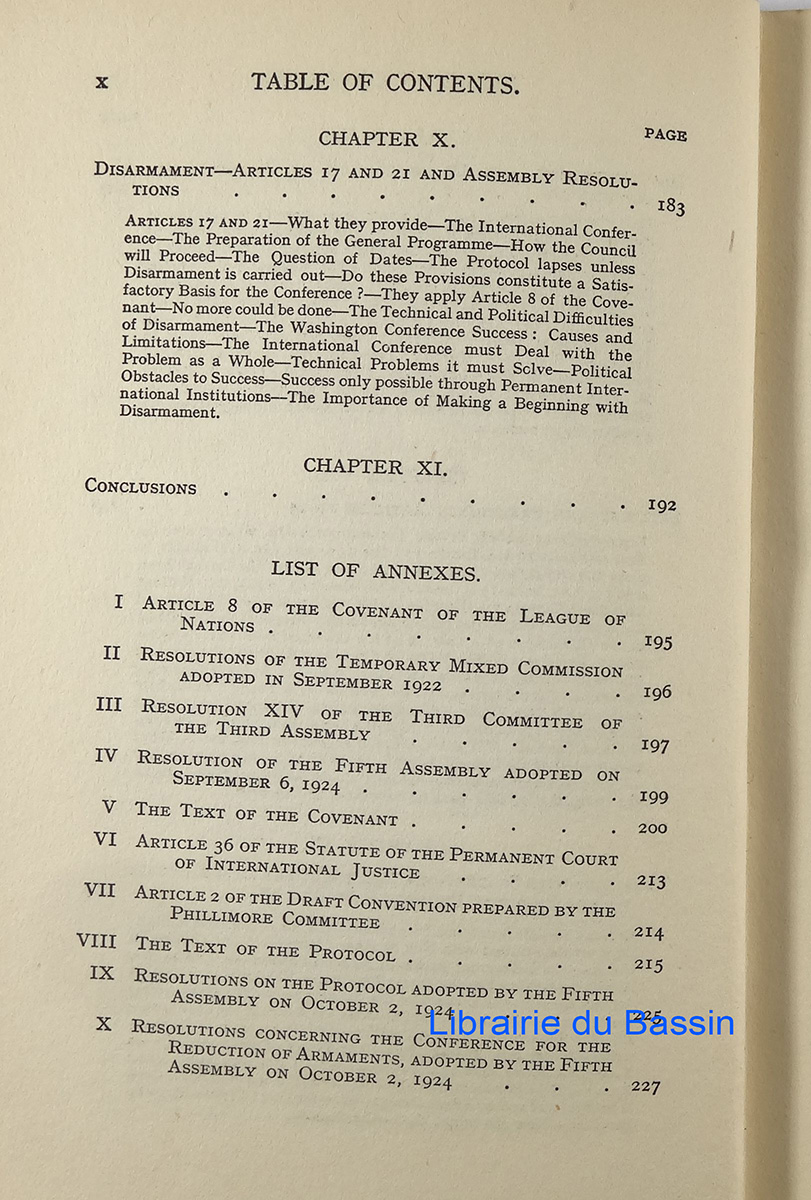 x TABLE OF CONTENTS.
CHAPTER X.
PAGE
DISARMAMENT—ARTICLES 17 AND 21 AND ASSEMBLY RESOLU-
TIONS . . . . . . . . . 183
ARTICLES 17 AND 21—What they provide—The International Confer-
ence—The Preparation of the General Programme—How the Council
will Proceed—The Question of Dates—The Protocol lapses unless
Disarmament is carried out—Do these Provisions constitute a Satis-
factory Basis for the Conference ?—They apply Article 8 of the Cove-
nant—No more could be done—The Technical and Political Difficulties
of Disarmament—The Washington Conference Success : Causes and
Limitations—The International Conference must Deal with the
Problem as a Whole—Technical Problems it must Solve—Political
Obstacles to Success—Success only possible through Permanent Inter-
national Institutions—The Importance of Making a Beginning with
Disarmament.
CHAPTER XI.
CONCLUSIONS . . . . . . . . . 192
LIST OF ANNEXES.
I ARTICLE 8 OF THE COVENANT OF THE LEAGUE OF
NATIONS . . . . . . . . 195
II RESOLUTIONS OF THE TEMPORARY MIXED COMMISSION
ADOPTED IN SEPTEMBER 1922 . . . . 196
III RESOLUTION XIV OF THE THIRD COMMITTEE OF
THE THIRD ASSEMBLY . . . . . 197
IV RESOLUTION OF THE FIFTH ASSEMBLY ADOPTED ON
SEPTEMBER 6, 1924 . . . . . . 199
V THE TEXT OF THE COVENANT . . . . . 200
VI ARTICLE 36 OF THE STATUTE OF THE PERMANENT COURT
OF INTERNATIONAL JUSTICE . . . . 213
VII ARTICLE 2 OF THE DRAFT CONVENTION PREPARED BY THE
PHILLIMORE COMMITTEE . . . . . 214
VIII THE TEXT OF THE PROTOCOL . . . . . 215
IX RESOLUTIONS ON THE PROTOCOL ADOPTED BY THE FIFTH
ASSEMBLY ON OCTOBER 2, 1924 . . . 225
Librairie du Bassin
X RESOLUTIONS CONCERNING THE CONFERENCE FOR THE
REDUCTION OF ARMAMENTS, ADOPTED BY THE FIFTH
ASSEMBLY ON OCTOBER 2, 1924 . . . 227